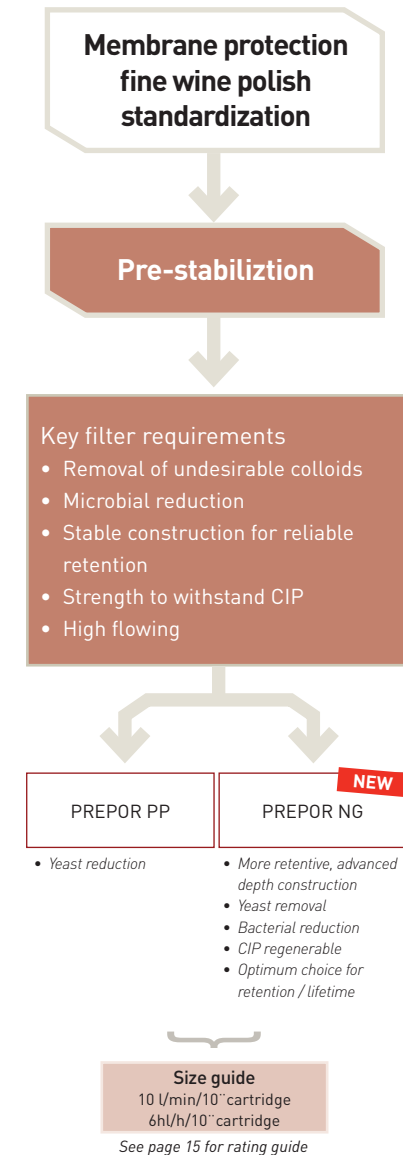 Membrane protection
fine wine polish
standardization
Pre-stabiliztion
Key filter requirements
• Removal of undesirable colloids
• Microbial reduction
• Stable construction for reliable
retention
• Strength to withstand CIP
• High flowing
PREPOR PP
• Yeast reduction
NEW
PREPOR NG
• More retentive, advanced
depth construction
• Yeast removal
• Bacterial reduction
• CIP regenerable
• Optimum choice for
retention / lifetime
Size guide
10 l/min/10¨cartridge
6hl/h/10¨cartridge
See page 15 for rating guide